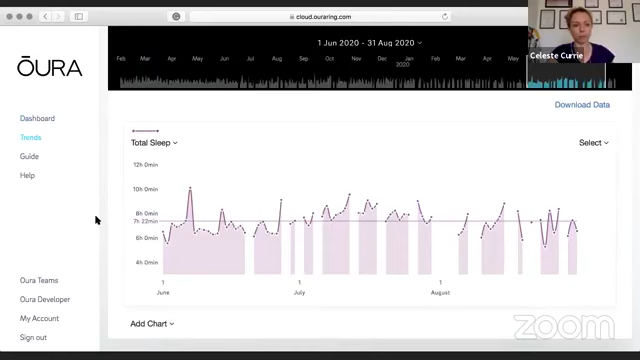 cloud.ouraring.com
ŌURA
1 Jun 2020 - 31 Aug 2020
Feb Mar Apr May Jun Jul Aug Sep Oct Nov Dec Jan 2020 Feb Mar Apr May
Celeste Currie
Dashboard
Trends
Guide
Help
Oura Teams
Oura Developer
My Account
Sign out
Download Data
Total Sleep
Select
12h 0min
10h 0min
8h 0min
7h 22min
6h 0min
4h 0min
1 June
1 July
1 August
Add Chart
zoom